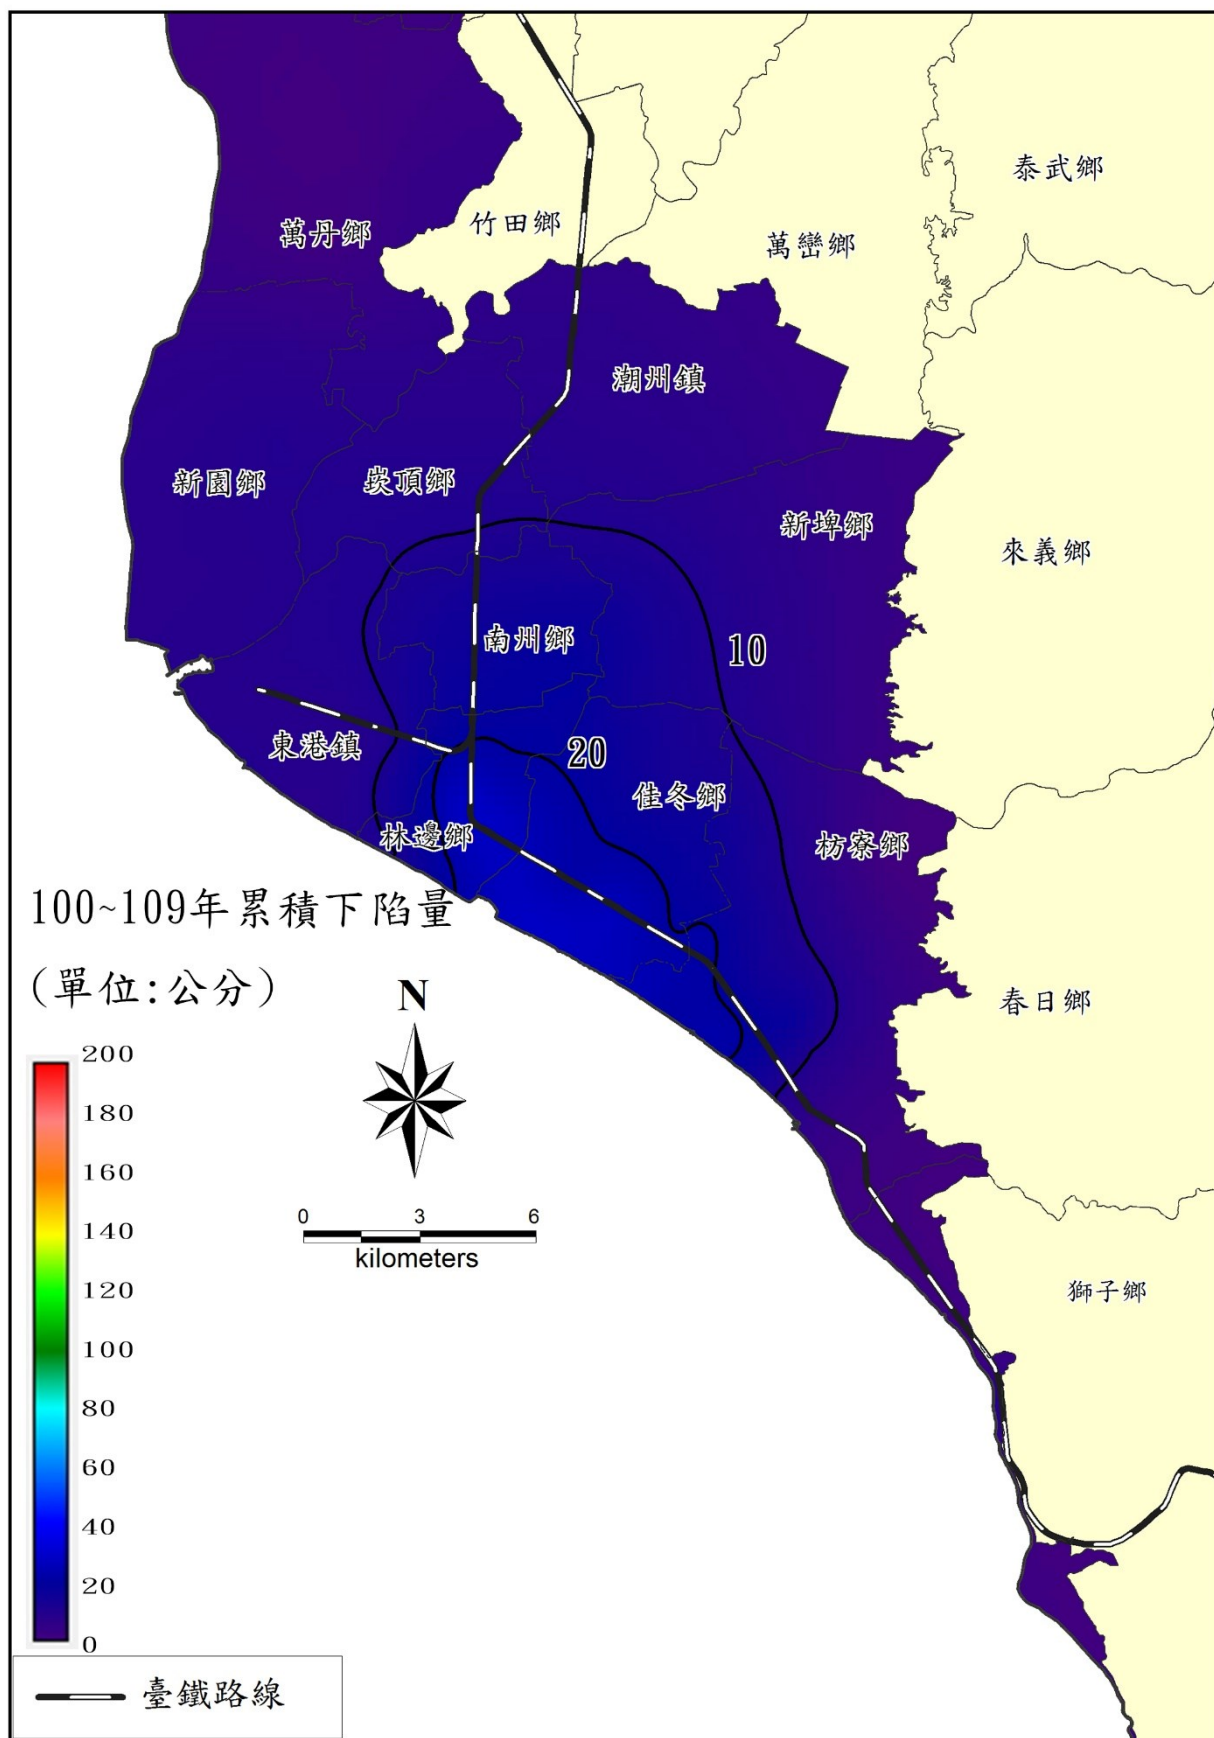 泰武鄉
竹田鄉
萬丹鄉
萬巒鄉
潮州鎮
新園鄉
崁頂鄉
新埤鄉
來義鄉
南州鄉
10
東港鎮
20
佳冬鄉
林邊鄉
枋寮鄉
100~109年累積下陷量
(單位:公分)
N
春日鄉
200
180
160
140
120
100
80
60
40
20
0
0 3 6
kilometers
獅子鄉
臺鐵路線